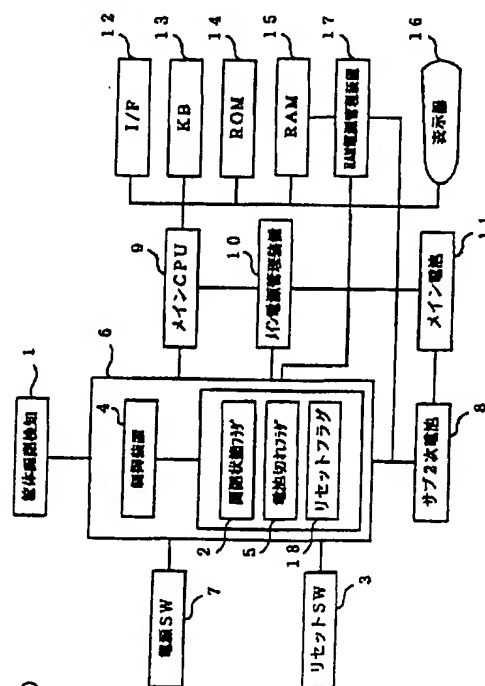 1
筐体開閉検知
6
4
制御装置
2
開閉状態フラグ
5
電池切れフラグ
18
リセットフラグ
7
電源SW
3
リセットSW
9
メインCPU
10
メイン電源管理装置
11
メイン電池
8
サブ2次電池
12
I/F
13
KB
14
ROM
15
RAM
17
RAM電源管理装置
16
表示器